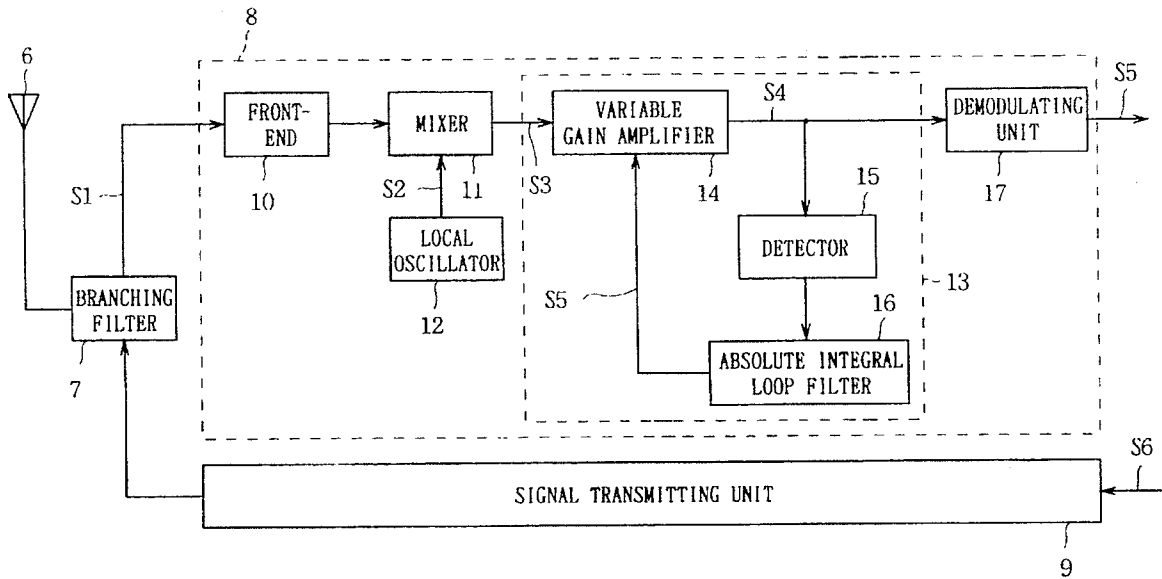 8
6
FRONT-
END
10
MIXER
11
S2
LOCAL
OSCILLATOR
12
S3
VARIABLE
GAIN AMPLIFIER
14
S4
15
DETECTOR
13
16
ABSOLUTE INTEGRAL
LOOP FILTER
S5
DEMODULATING
UNIT
17
S5
S1
BRANCHING
FILTER
7
SIGNAL TRANSMITTING UNIT
S6
9